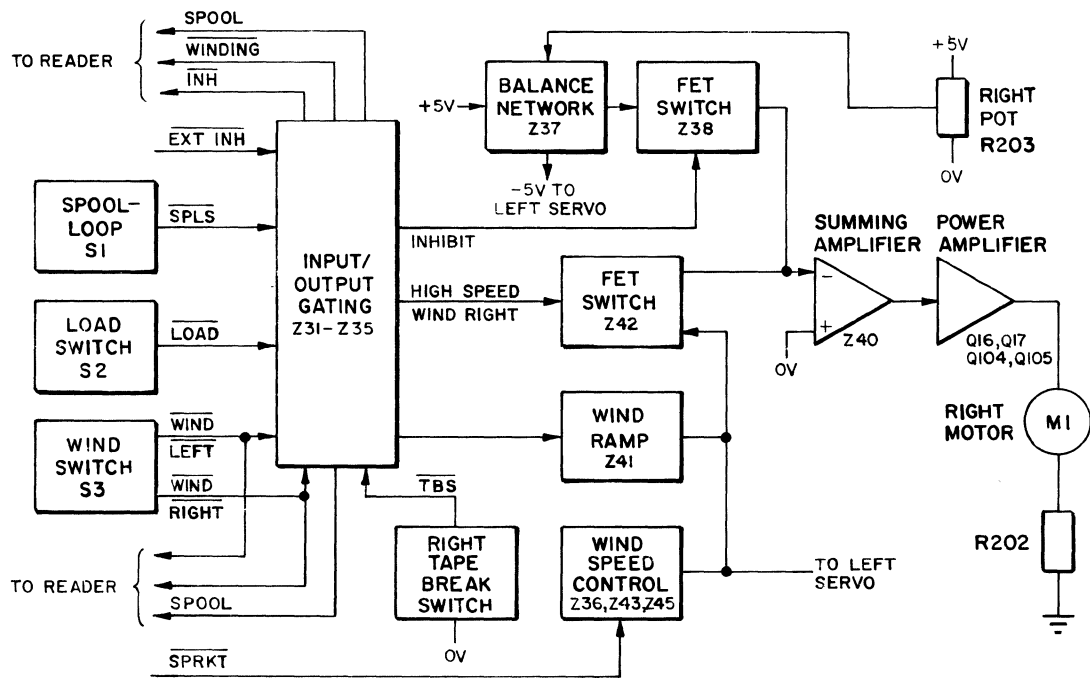 SPOOL
WINDING
INH
TO READER
EXT INH
SPOOL-
LOOP
S1
SPLS
LOAD
SWITCH
S2
LOAD
WIND
SWITCH
S3
WIND
LEFT
WIND
RIGHT
TO READER
SPOOL
SPRKT
INPUT/
OUTPUT
GATING
Z31-Z35
+5V
BALANCE
NETWORK
Z37
-5V TO
LEFT SERVO
FET
SWITCH
Z38
INHIBIT
HIGH SPEED
WIND RIGHT
FET
SWITCH
Z42
WIND
RAMP
Z41
TBS
RIGHT
TAPE
BREAK
SWITCH
0V
WIND
SPEED
CONTROL
Z36,Z43,Z45
TO LEFT
SERVO
+5V
RIGHT
POT
R203
0V
SUMMING
AMPLIFIER
-
+
Z40
0V
POWER
AMPLIFIER
Q16,Q17
Q104,Q105
RIGHT
MOTOR
M1
R202